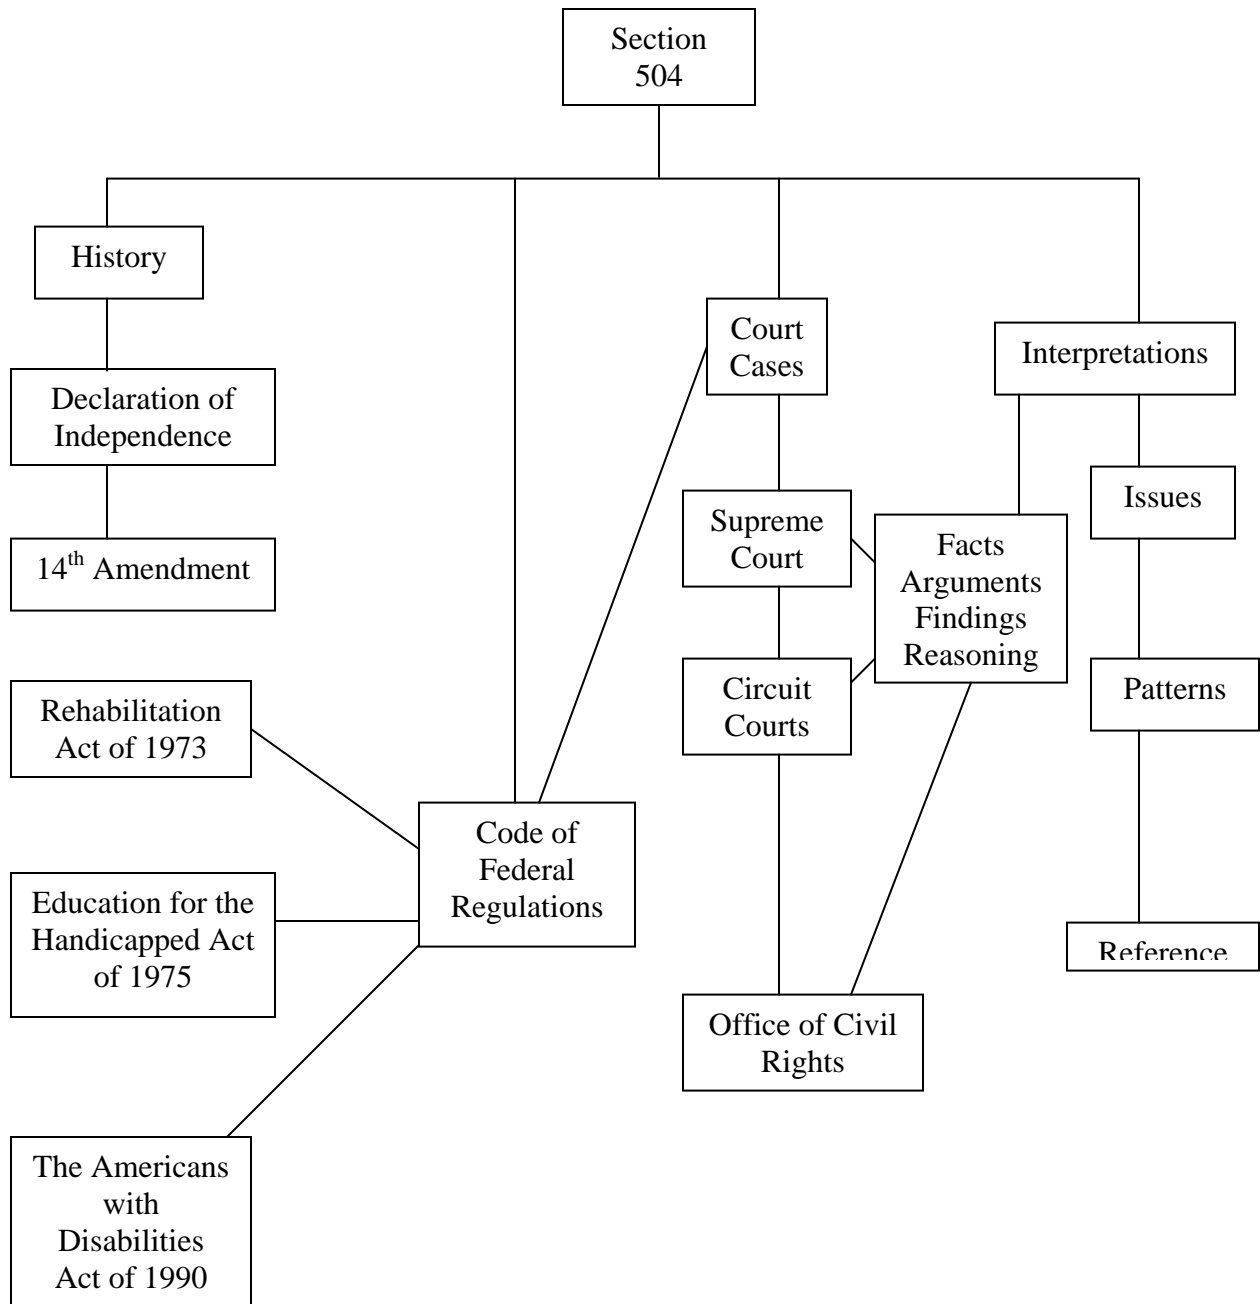 Section
504
History
Declaration of
Independence
14th Amendment
Rehabilitation
Act of 1973
Education for the
Handicapped Act
of 1975
The Americans
with
Disabilities
Act of 1990
Code of
Federal
Regulations
Court
Cases
Supreme
Court
Circuit
Courts
Office of Civil
Rights
Interpretations
Facts
Arguments
Findings
Reasoning
Issues
Patterns
Reference